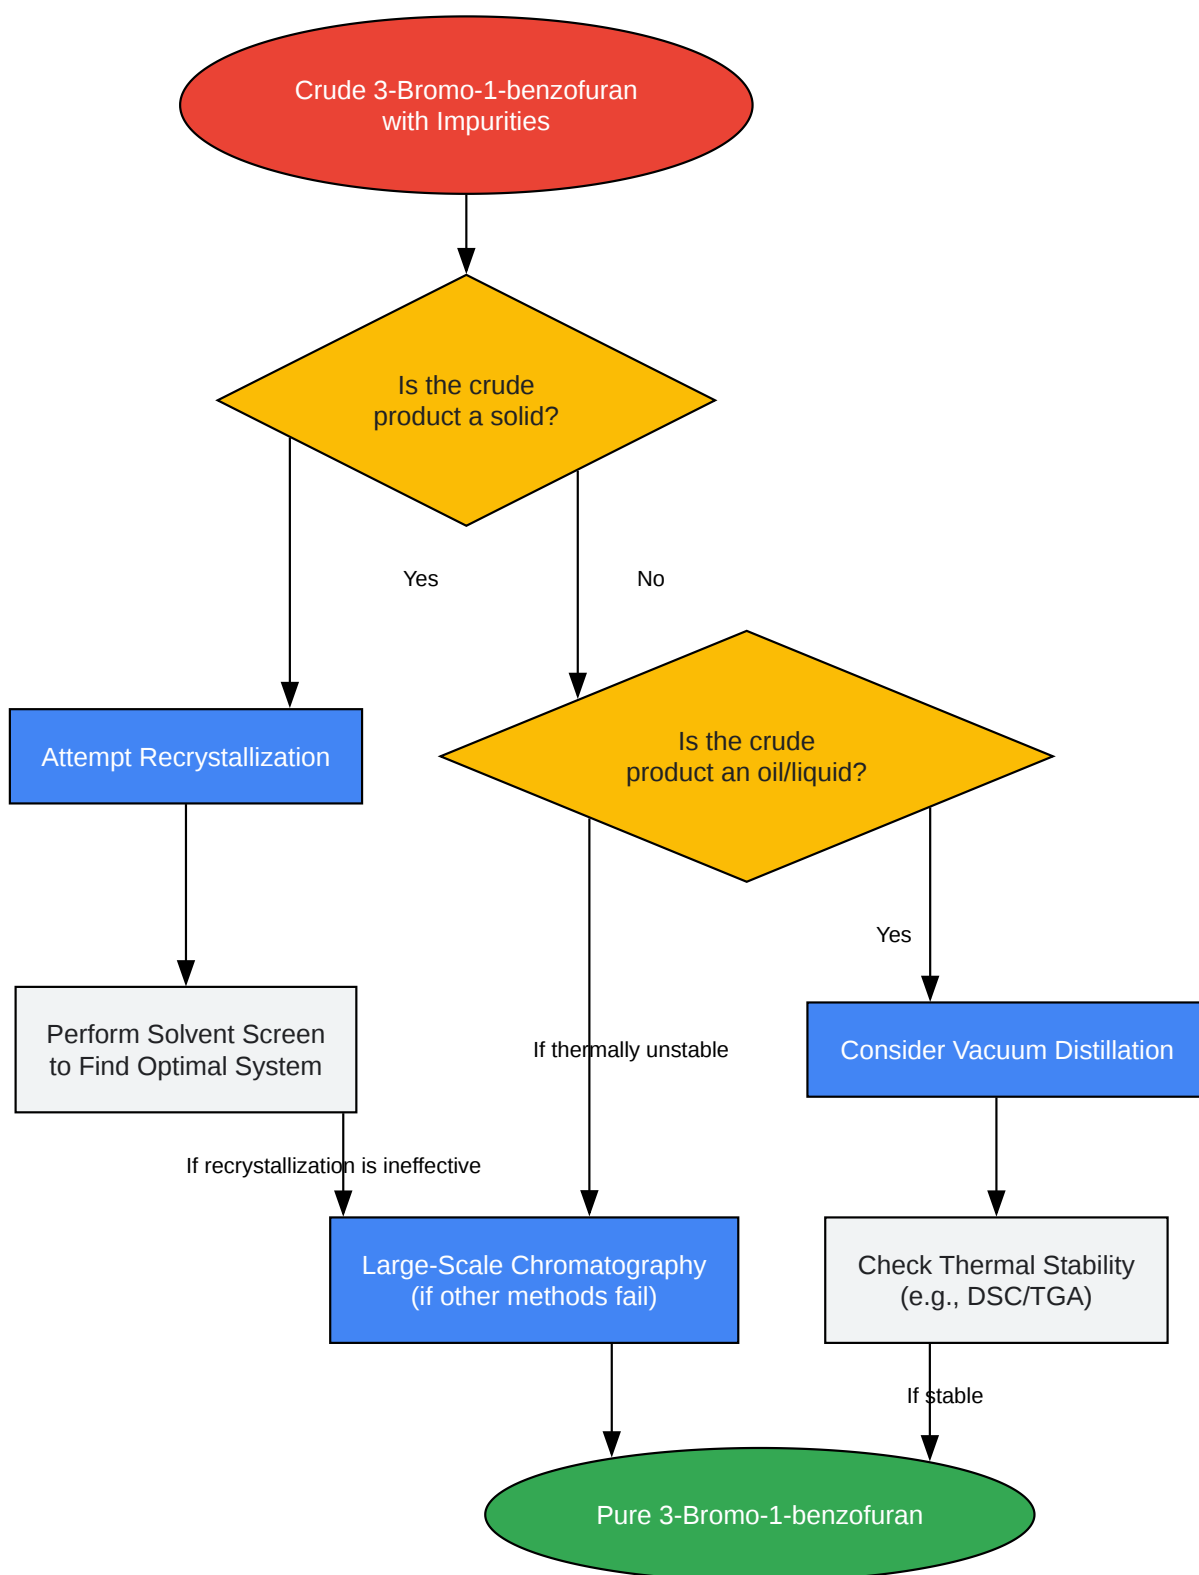 Crude 3-Bromo-1-benzofuran
with Impurities
Is the crude
product a solid?
Yes
No
Is the crude
product an oil/liquid?
Attempt Recrystallization
Yes
Perform Solvent Screen
to Find Optimal System
If thermally unstable
Consider Vacuum Distillation
If recrystallization is ineffective
Large-Scale Chromatography
(if other methods fail)
Check Thermal Stability
(e.g., DSC/TGA)
If stable
Pure 3-Bromo-1-benzofuran